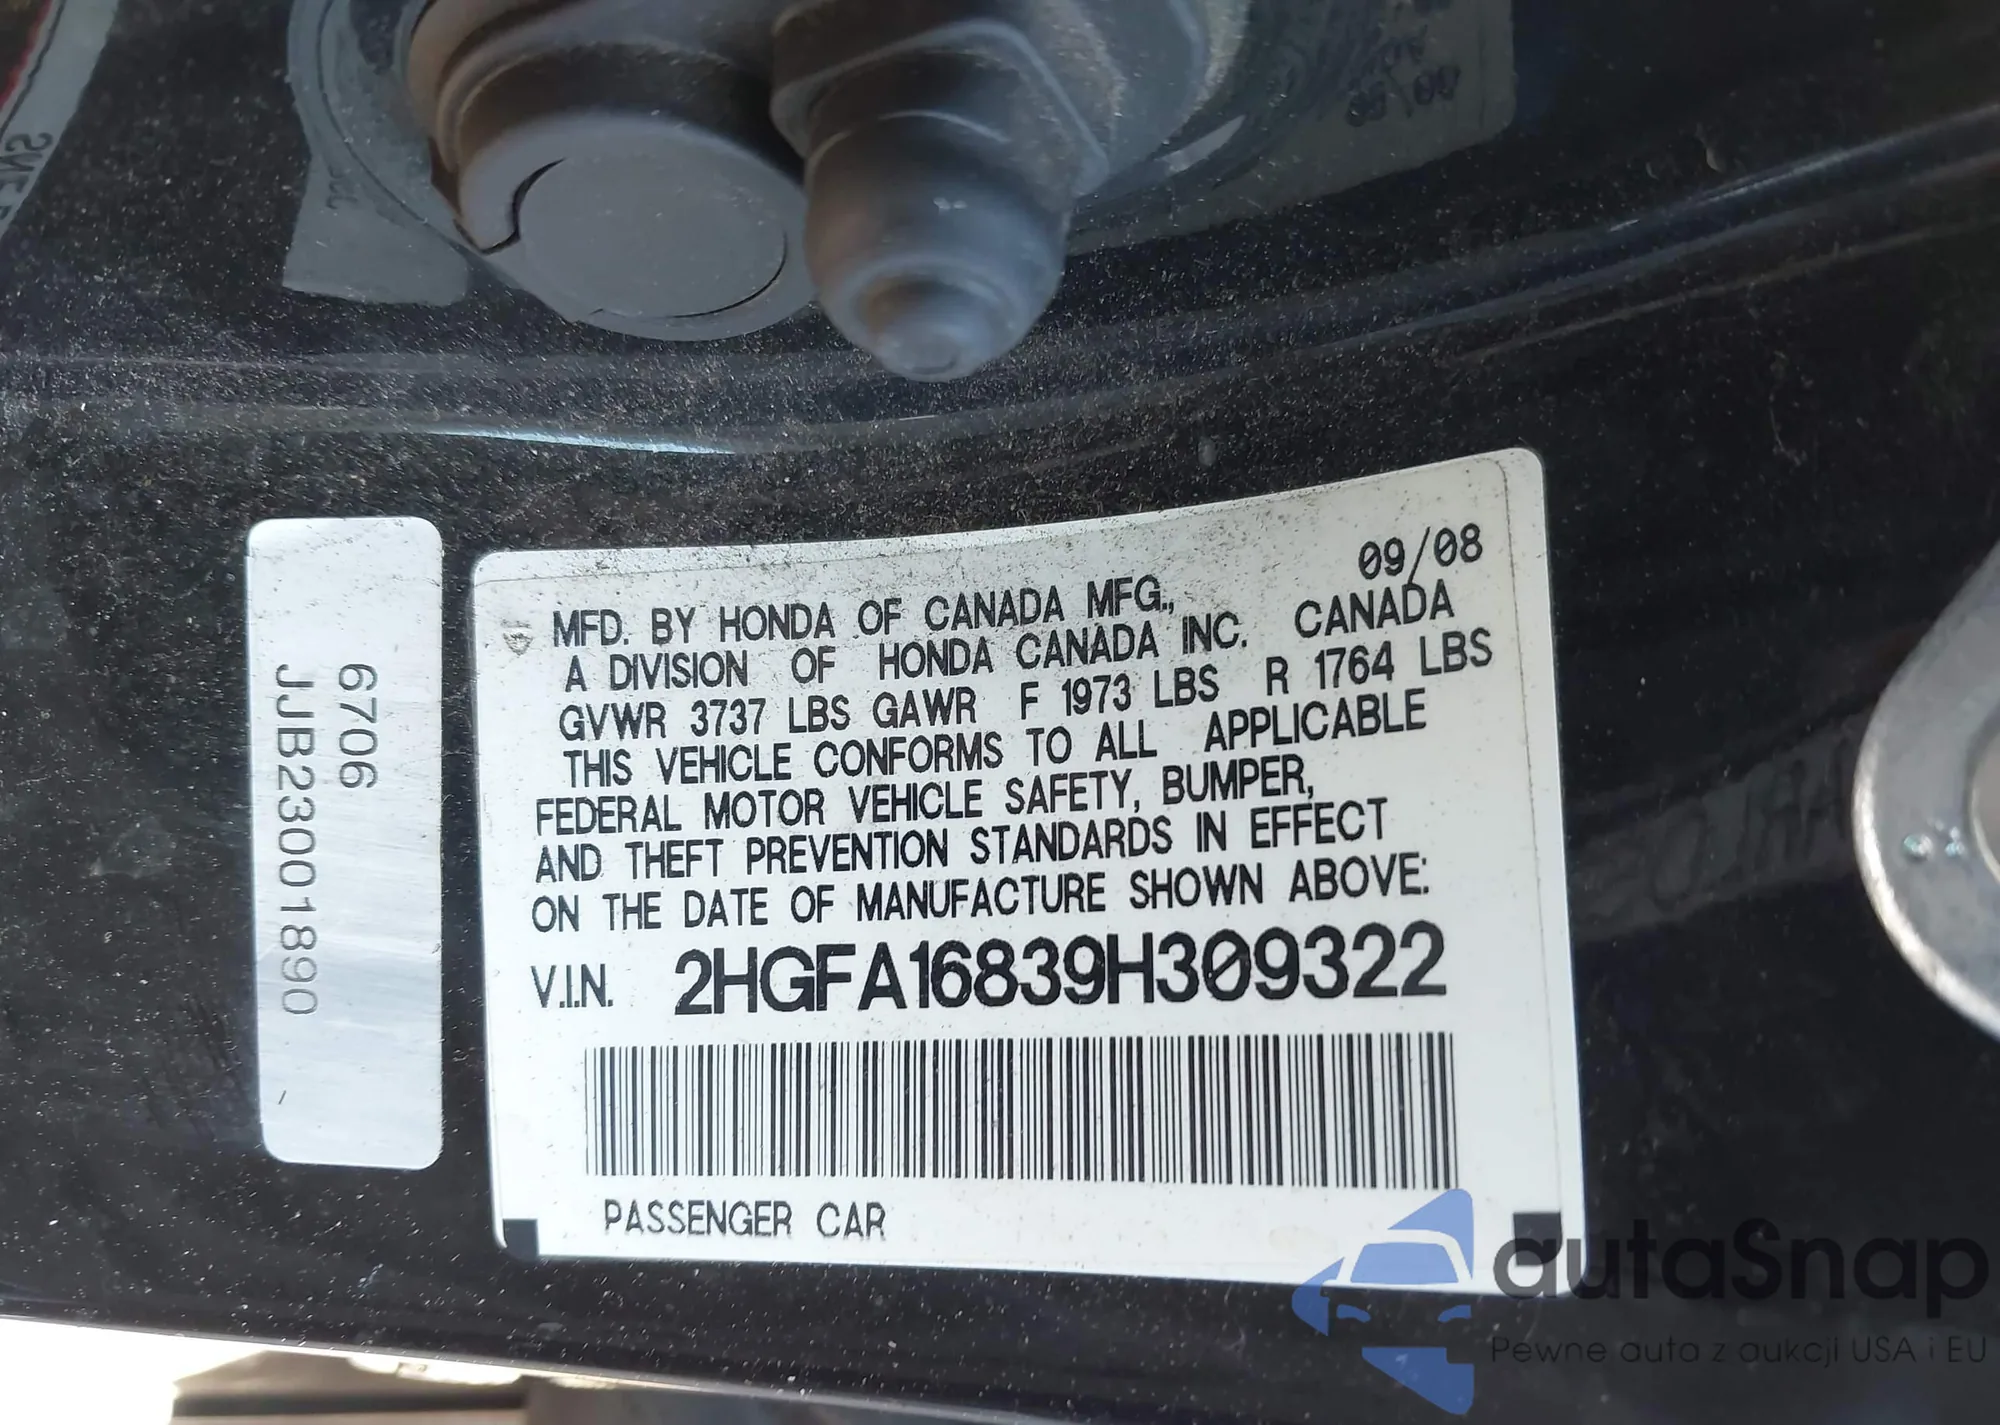 6706
JJB23001890
09/08
MFD. BY HONDA OF CANADA MFG.,
A DIVISION OF HONDA CANADA INC. CANADA
GVWR 3737 LBS GAWR F 1973 LBS R 1764 LBS
THIS VEHICLE CONFORMS TO ALL APPLICABLE
FEDERAL MOTOR VEHICLE SAFETY, BUMPER,
AND THEFT PREVENTION STANDARDS IN EFFECT
ON THE DATE OF MANUFACTURE SHOWN ABOVE:
V.I.N. 2HGFA16839H309322
PASSENGER CAR
autaSnap
Pewne auta z aukcji USA i EU